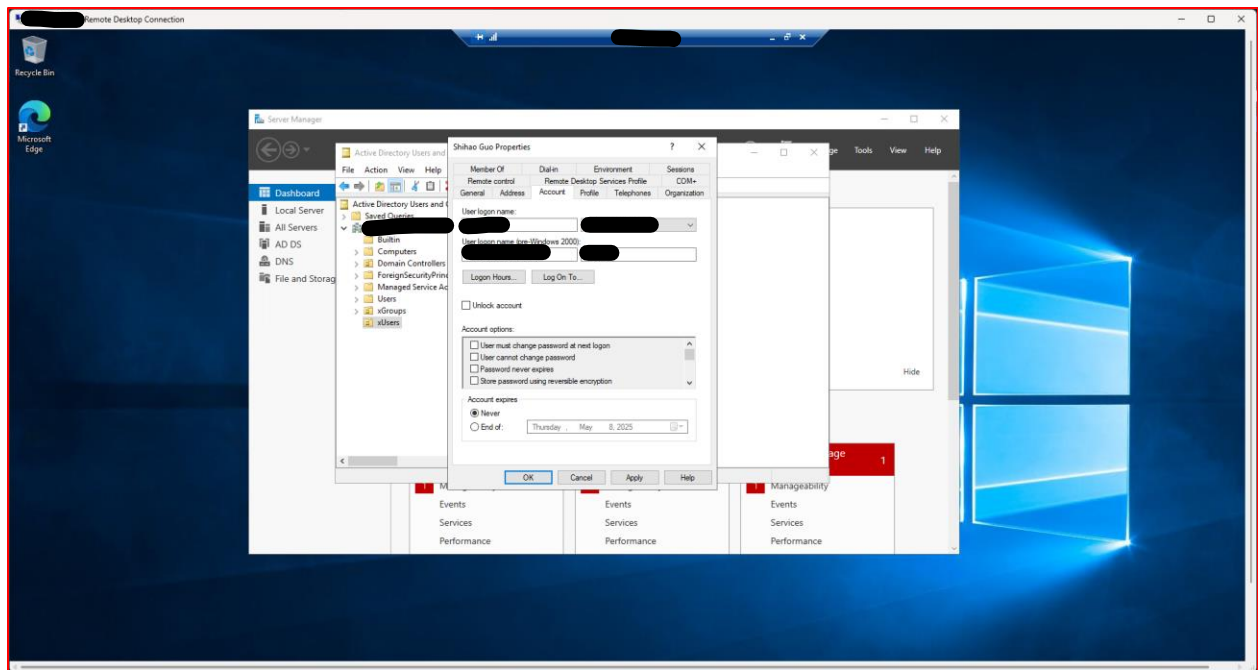 Remote Desktop Connection
Recycle Bin
Microsoft
Edge
Server Manager
Tools View Help
Dashboard
Local Server
All Servers
AD DS
DNS
File and Storag
Active Directory Users and
File Action View Help
Active Directory Users and
Saved Queries
Builtin
Computers
Domain Controllers
ForeignSecurityPrinc
Managed Service Ac
Users
xGroups
xUsers
Shihao Guo Properties
Member Of Dial-in Environment Sessions
Remote control Remote Desktop Services Profile COM+
General Address Account Profile Telephones Organization
User logon name:
User logon name (pre-Windows 2000):
Logon Hours... Log On To...
Unlock account
Account options:
User must change password at next logon
User cannot change password
Password never expires
Store password using reversible encryption
Account expires
Never
End of: Thursday , May 8, 2025
OK Cancel Apply Help
Hide
age 1
1 1 Manageability
Events Events Events
Services Services Services
Performance Performance Performance